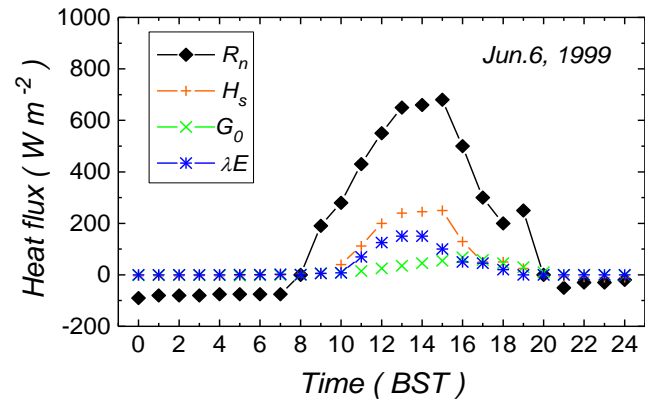 1000
800
600
400
200
0
-200
Heat flux ( W m⁻² )
Rₙ
Hₛ
G₀
λE
Jun.6, 1999
0 2 4 6 8 10 12 14 16 18 20 22 24
Time ( BST )